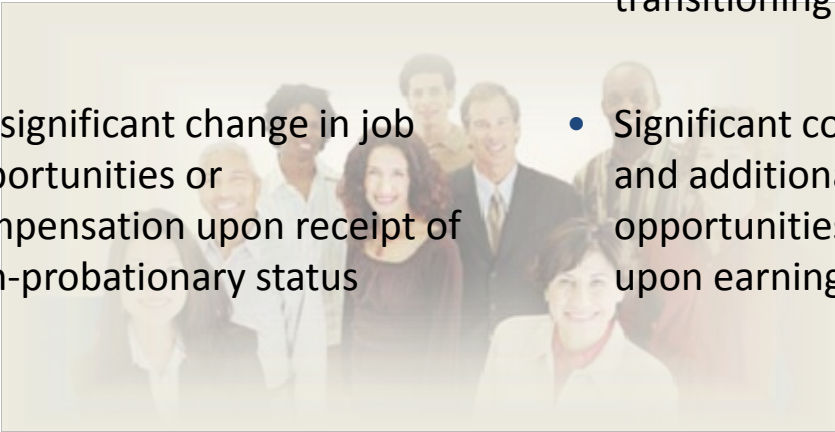 transitioning
significant change in job
portunities or
mpensation upon receipt of
n-probationary status
• Significant co
and additiona
opportunities
upon earning